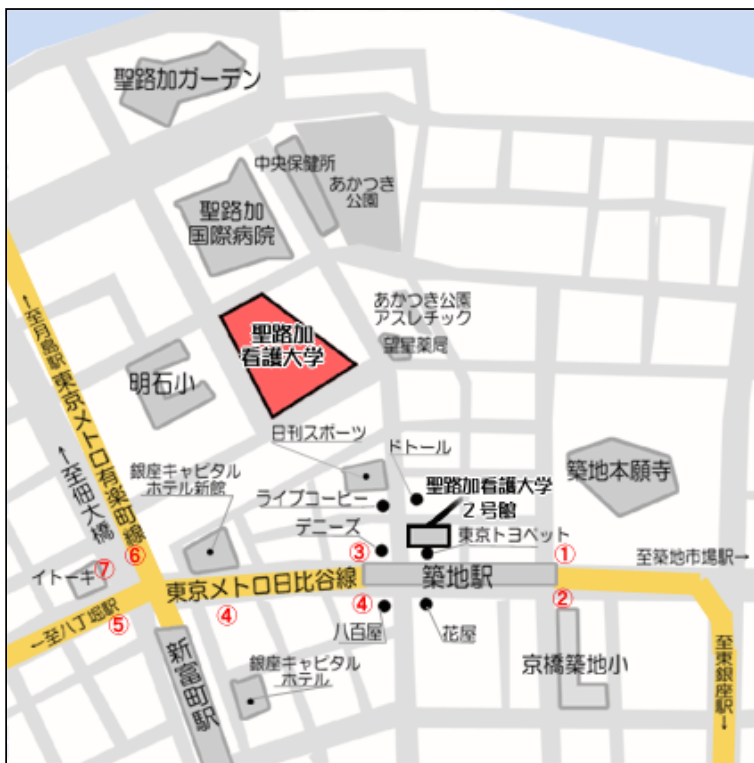 聖路加ガーデン
中央保健所
あかつき
公園
聖路加
国際病院
あかつき公園
アスレチック
望星薬局
聖路加
看護大学
明石小
←至月島駅
東京メトロ有楽町線
←至佃大橋
日刊スポーツ
ドトール
銀座キャピタル
ホテル新館
ライブコーヒー
聖路加看護大学
2号館
築地本願寺
デニーズ
東京トヨペット
③
①
⑥
⑦
イトーキ
東京メトロ日比谷線
築地駅
至築地市場駅→
②
④
④
⑤
←至八丁堀駅
八百屋
花屋
新富町駅
銀座キャピタル
ホテル
京橋築地小
至東銀座駅→